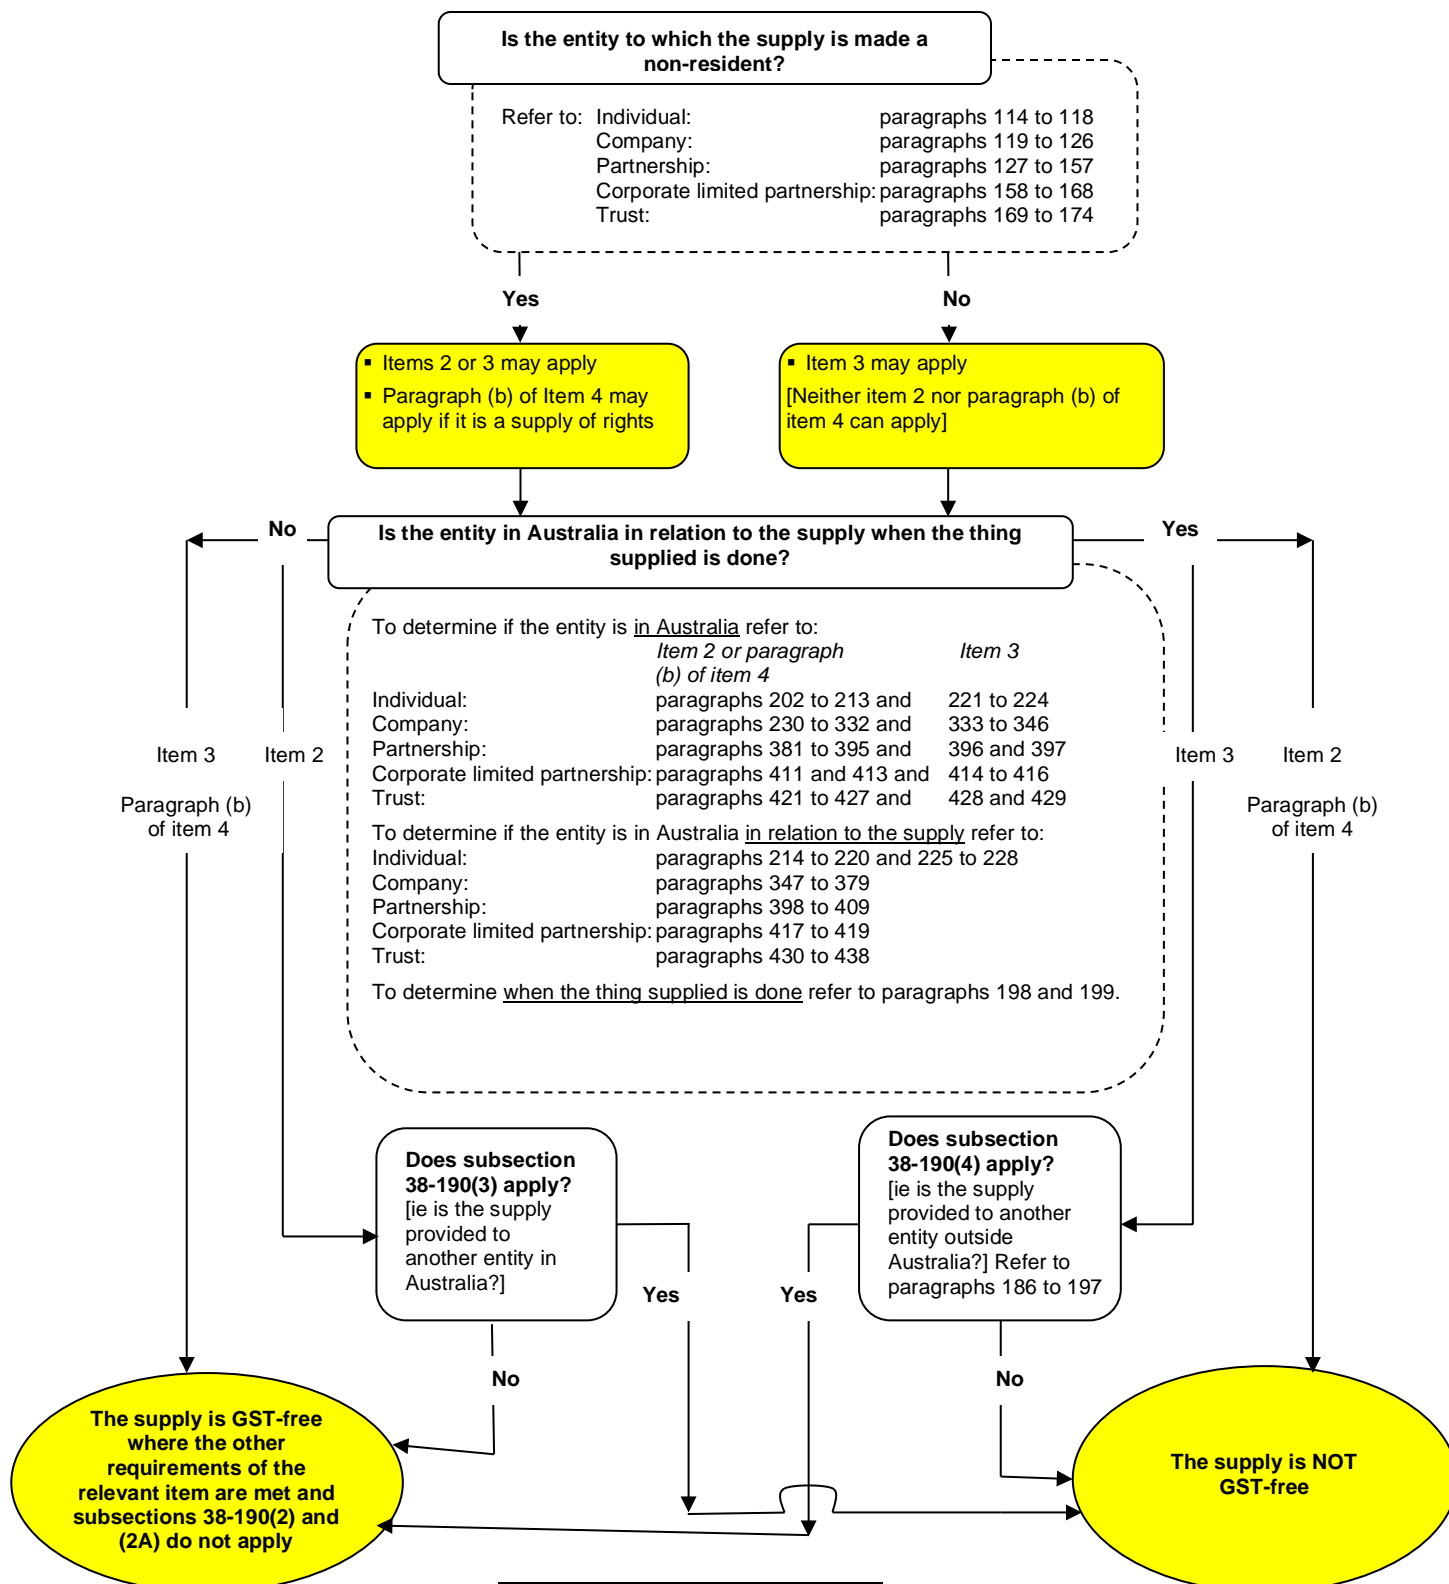 Is the entity to which the supply is made a
non-resident?
Refer to: Individual: paragraphs 114 to 118
Company: paragraphs 119 to 126
Partnership: paragraphs 127 to 157
Corporate limited partnership: paragraphs 158 to 168
Trust: paragraphs 169 to 174
Yes
No
▪ Items 2 or 3 may apply
▪ Paragraph (b) of Item 4 may
apply if it is a supply of rights
▪ Item 3 may apply
[Neither item 2 nor paragraph (b) of
item 4 can apply]
No
Is the entity in Australia in relation to the supply when the thing
supplied is done?
Yes
To determine if the entity is in Australia refer to:
Item 2 or paragraph Item 3
(b) of item 4
Individual: paragraphs 202 to 213 and 221 to 224
Company: paragraphs 230 to 332 and 333 to 346
Partnership: paragraphs 381 to 395 and 396 and 397
Corporate limited partnership: paragraphs 411 and 413 and 414 to 416
Trust: paragraphs 421 to 427 and 428 and 429
To determine if the entity is in Australia in relation to the supply refer to:
Individual: paragraphs 214 to 220 and 225 to 228
Company: paragraphs 347 to 379
Partnership: paragraphs 398 to 409
Corporate limited partnership: paragraphs 417 to 419
Trust: paragraphs 430 to 438
To determine when the thing supplied is done refer to paragraphs 198 and 199.
Item 3
Paragraph (b)
of item 4
Item 2
Item 3
Item 2
Paragraph (b)
of item 4
Does subsection
38-190(3) apply?
[ie is the supply
provided to
another entity in
Australia?]
Does subsection
38-190(4) apply?
[ie is the supply
provided to another
entity outside
Australia?] Refer to
paragraphs 186 to 197
Yes
Yes
No
No
The supply is GST-free
where the other
requirements of the
relevant item are met and
subsections 38-190(2) and
(2A) do not apply
The supply is NOT
GST-free